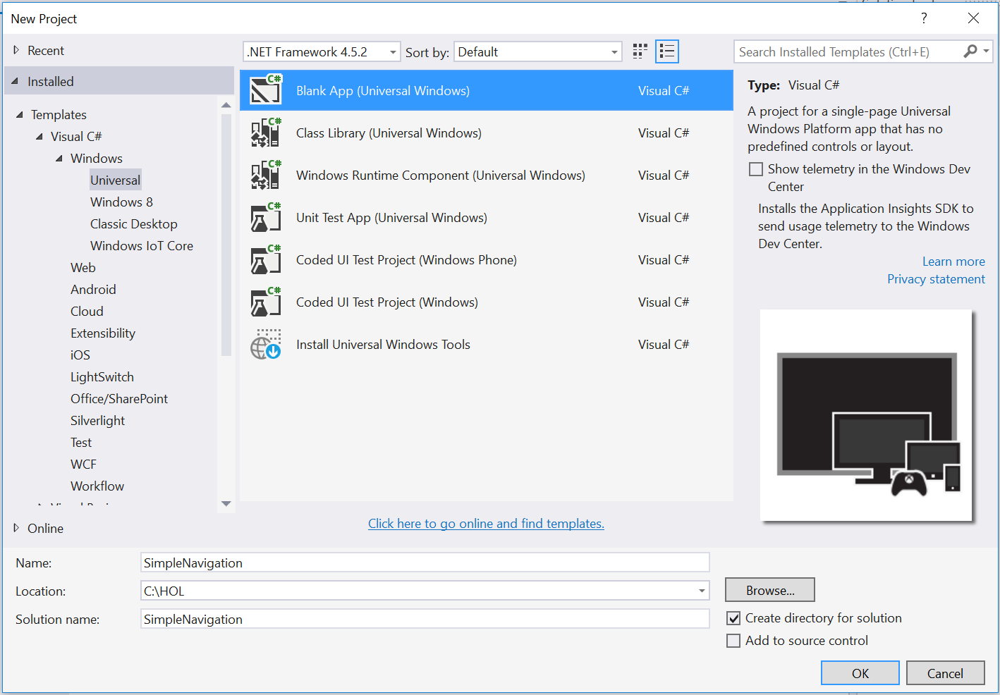 New Project
?
Recent
.NET Framework 4.5.2
Sort by:
Default
Search Installed Templates (Ctrl+E)
Installed
Templates
Visual C#
Windows
Universal
Windows 8
Classic Desktop
Windows IoT Core
Web
Android
Cloud
Extensibility
iOS
LightSwitch
Office/SharePoint
Silverlight
Test
WCF
Workflow
Online
C#
Blank App (Universal Windows)
Visual C#
C#
Class Library (Universal Windows)
Visual C#
C#
Windows Runtime Component (Universal Windows)
Visual C#
C#
Unit Test App (Universal Windows)
Visual C#
C#
Coded UI Test Project (Windows Phone)
Visual C#
C#
Coded UI Test Project (Windows)
Visual C#
Install Universal Windows Tools
Visual C#
Click here to go online and find templates.
Type: Visual C#
A project for a single-page Universal
Windows Platform app that has no
predefined controls or layout.
Show telemetry in the Windows Dev
Center
Installs the Application Insights SDK to
send usage telemetry to the Windows
Dev Center.
Learn more
Privacy statement
Name:
SimpleNavigation
Location:
C:\HOL
Browse...
Solution name:
SimpleNavigation
Create directory for solution
Add to source control
OK
Cancel